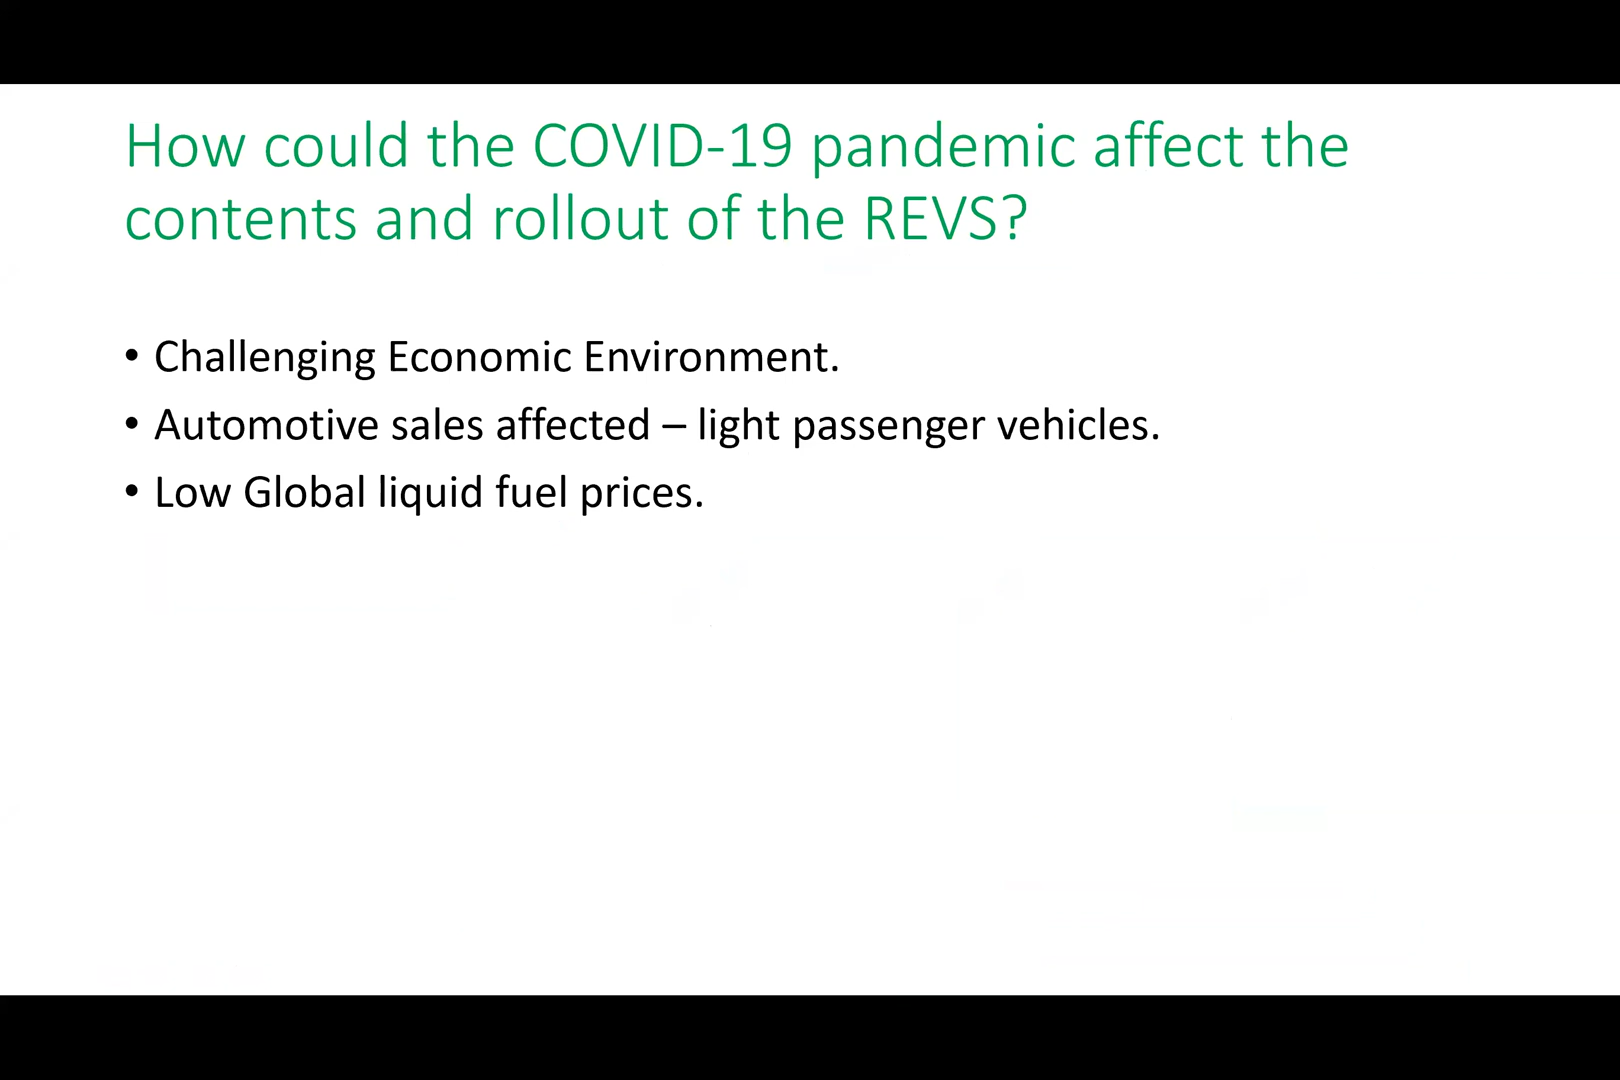 How could the COVID-19 pandemic affect the
contents and rollout of the REVS?
• Challenging Economic Environment.
• Automotive sales affected – light passenger vehicles.
• Low Global liquid fuel prices.